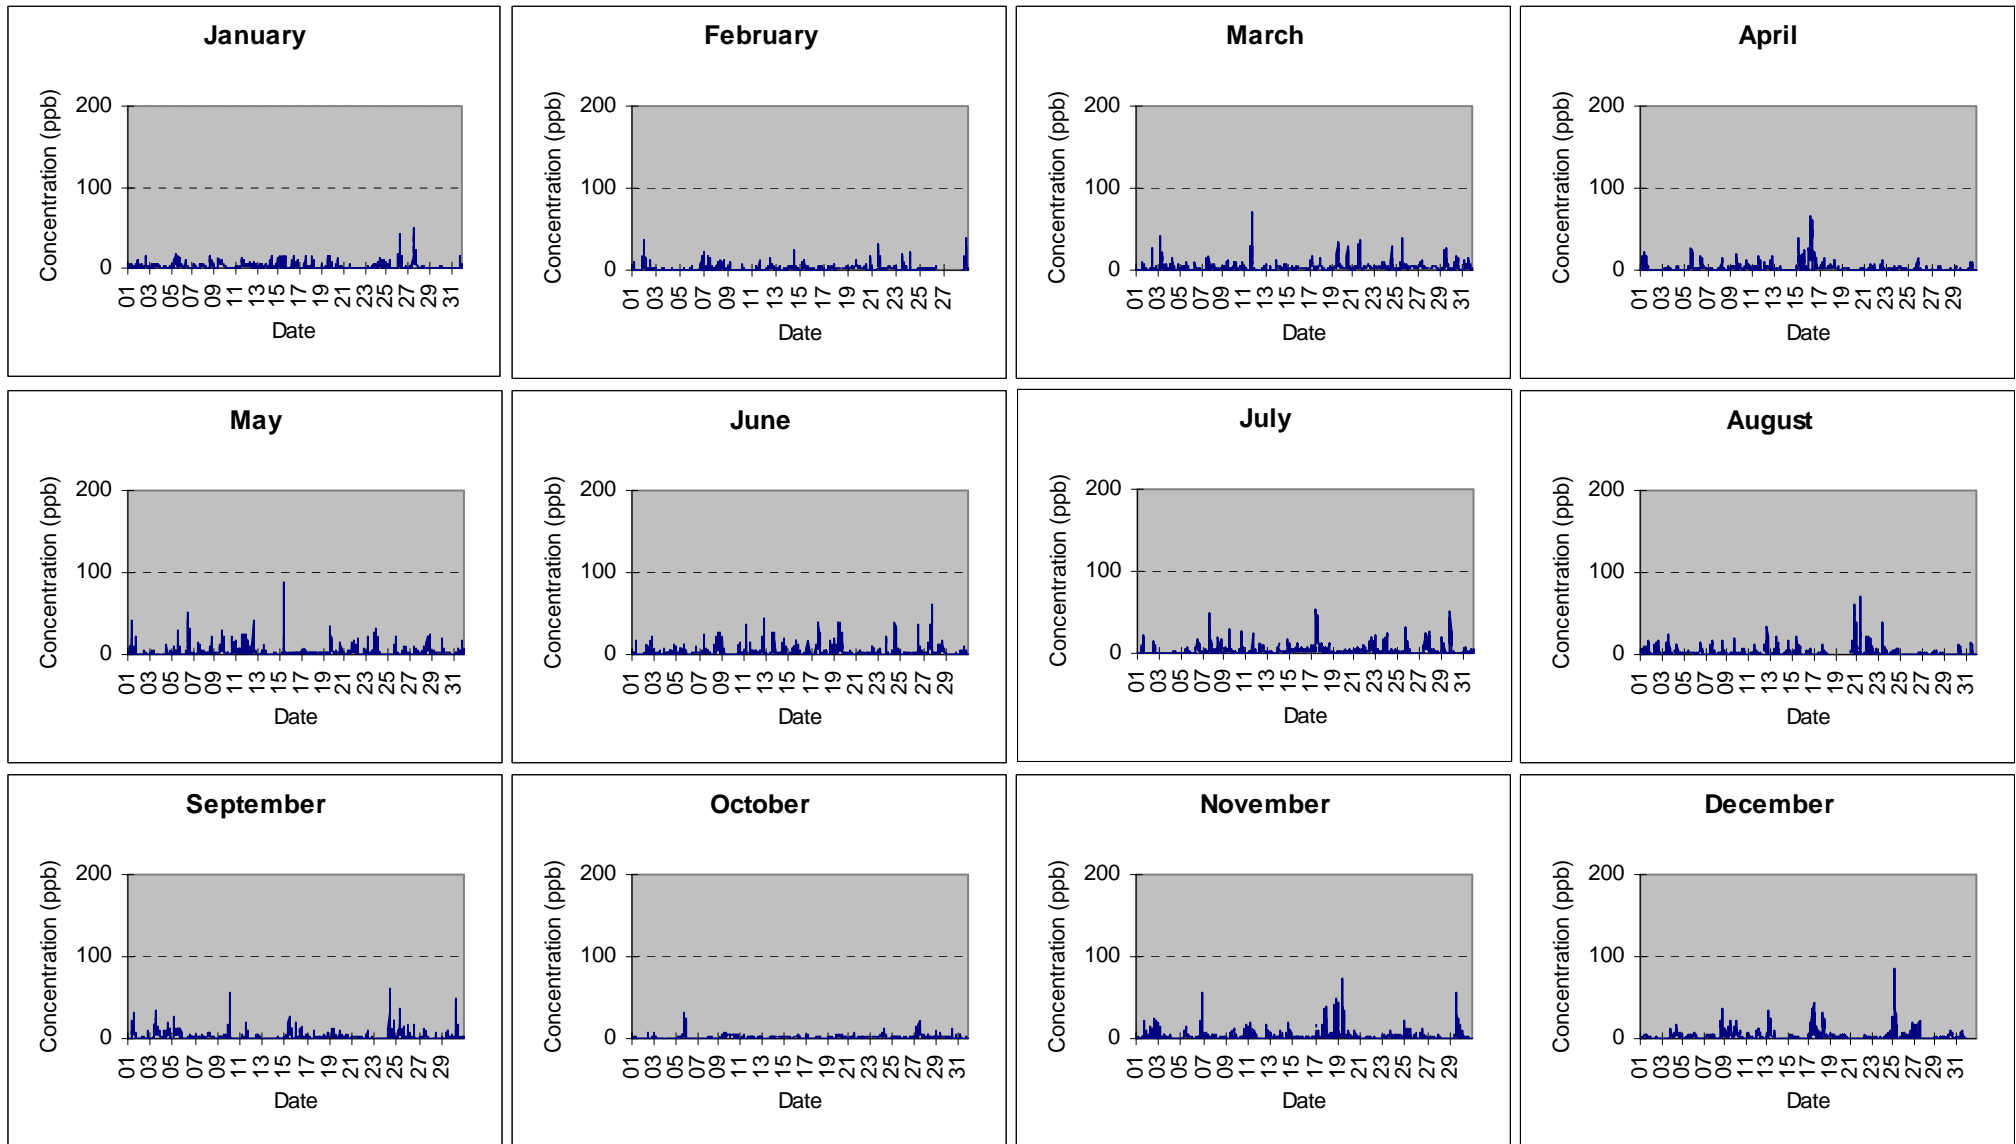 January
Concentration (ppb)
200
100
0
01 03 05 07 09 11 13 15 17 19 21 23 25 27 29 31
Date
February
Concentration (ppb)
200
100
0
01 03 05 07 09 11 13 15 17 19 21 23 25 27
Date
March
Concentration (ppb)
200
100
0
01 03 05 07 09 11 13 15 17 19 21 23 25 27 29 31
Date
April
Concentration (ppb)
200
100
0
01 03 05 07 09 11 13 15 17 19 21 23 25 27 29
Date
May
Concentration (ppb)
200
100
0
01 03 05 07 09 11 13 15 17 19 21 23 25 27 29 31
Date
June
Concentration (ppb)
200
100
0
01 03 05 07 09 11 13 15 17 19 21 23 25 27 29
Date
July
Concentration (ppb)
200
100
0
01 03 05 07 09 11 13 15 17 19 21 23 25 27 29 31
Date
August
Concentration (ppb)
200
100
0
01 03 05 07 09 11 13 15 17 19 21 23 25 27 29 31
Date
September
Concentration (ppb)
200
100
0
01 03 05 07 09 11 13 15 17 19 21 23 25 27 29
Date
October
Concentration (ppb)
200
100
0
01 03 05 07 09 11 13 15 17 19 21 23 25 27 29 31
Date
November
Concentration (ppb)
200
100
0
01 03 05 07 09 11 13 15 17 19 21 23 25 27 29
Date
December
Concentration (ppb)
200
100
0
01 03 05 07 09 11 13 15 17 19 21 23 25 27 29 31
Date